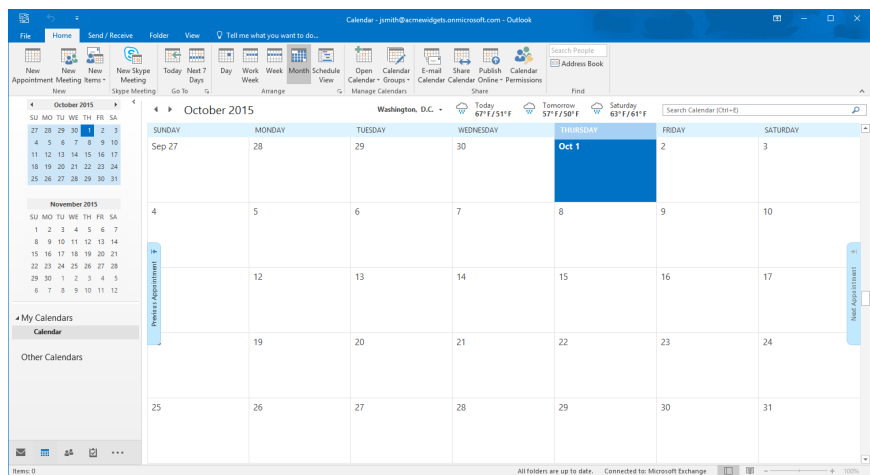 Calendar - jsmith@acmewidgets.onmicrosoft.com - Outlook
File Home Send / Receive Folder View Tell me what you want to do...
New Appointment
New Meeting
New Items
New
New Skype Meeting
Skype Meeting
Today
Next 7 Days
Go To
Day
Work Week
Week
Month
Schedule View
Arrange
Open Calendar
Calendar Groups
Manage Calendars
E-mail Calendar
Share Calendar
Publish Online
Calendar Permissions
Share
Search People
Address Book
Find
October 2015
SU MO TU WE TH FR SA
27 28 29 30 1 2 3
4 5 6 7 8 9 10
11 12 13 14 15 16 17
18 19 20 21 22 23 24
25 26 27 28 29 30 31
November 2015
SU MO TU WE TH FR SA
1 2 3 4 5 6 7
8 9 10 11 12 13 14
15 16 17 18 19 20 21
22 23 24 25 26 27 28
29 30 1 2 3 4 5
6 7 8 9 10 11 12
My Calendars
Calendar
Other Calendars
October 2015
Washington, D.C.
Today
67° F / 51° F
Tomorrow
57° F / 50° F
Saturday
63° F / 61° F
Search Calendar (Ctrl+E)
SUNDAY MONDAY TUESDAY WEDNESDAY THURSDAY FRIDAY SATURDAY
Sep 27 28 29 30 Oct 1 2 3
4 5 6 7 8 9 10
12 13 14 15 16 17
19 20 21 22 23 24
25 26 27 28 29 30 31
Previous Appointment
Next Appointment
Items: 0
All folders are up to date. Connected to: Microsoft Exchange
100%